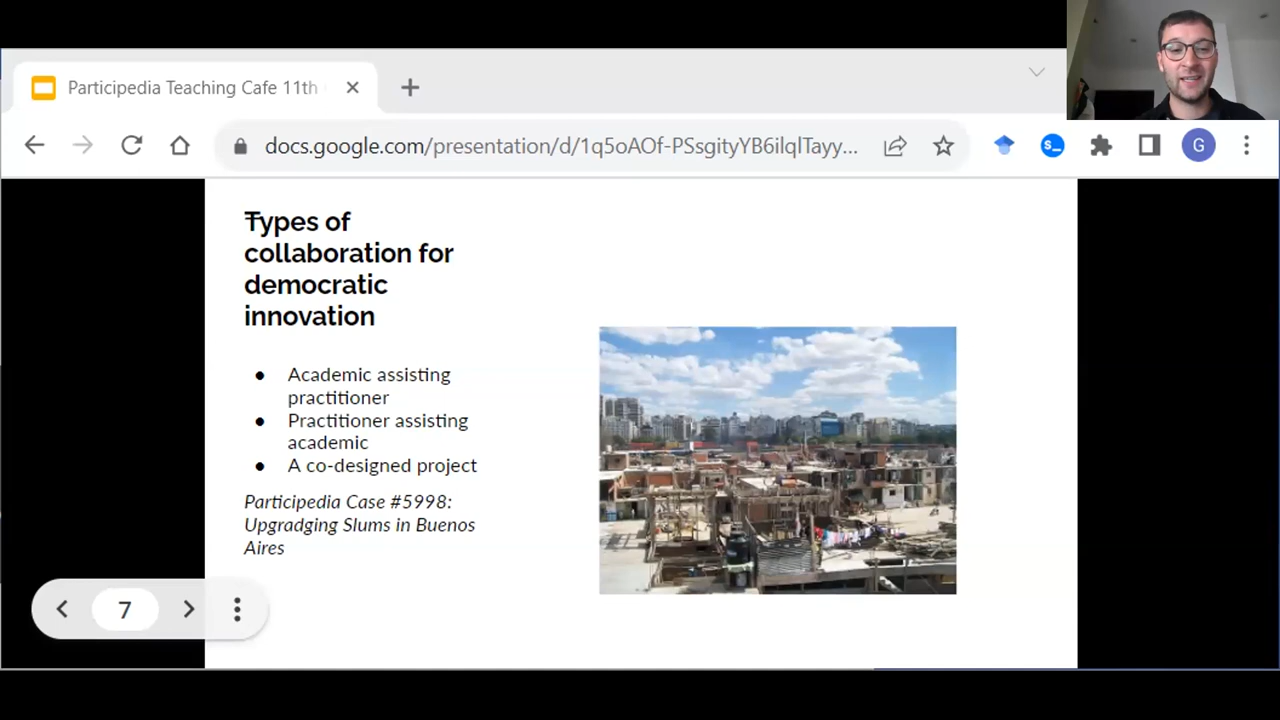 Participedia Teaching Cafe 11th
docs.google.com/presentation/d/1q5oAOf-PSsgityYB6ilqlTayy...
S_
G
Types of
collaboration for
democratic
innovation
● Academic assisting
practitioner
● Practitioner assisting
academic
● A co-designed project
Participedia Case #5998:
Upgradging Slums in Buenos
Aires
7